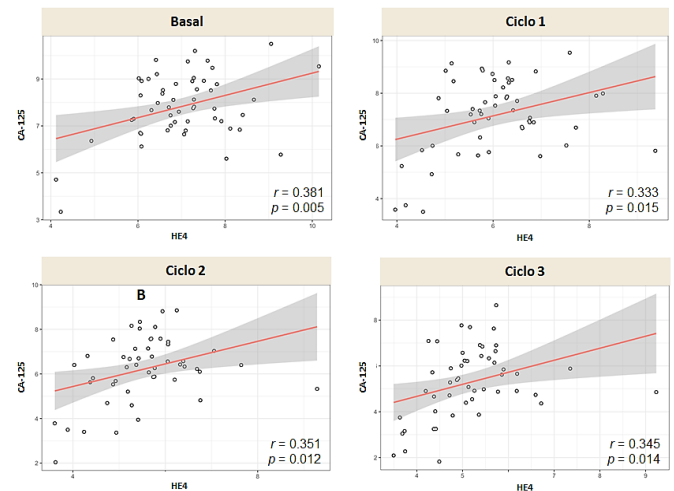 Basal
CA-125
9
7
5
3
4
6
8
10
HE4
r = 0.381
p = 0.005
Ciclo 1
CA-125
10
8
6
4
4
6
8
HE4
r = 0.333
p = 0.015
Ciclo 2
B
CA-125
10
8
6
4
2
4
8
HE4
r = 0.351
p = 0.012
Ciclo 3
CA-125
8
4
2
4
5
6
7
8
9
HE4
r = 0.345
p = 0.014